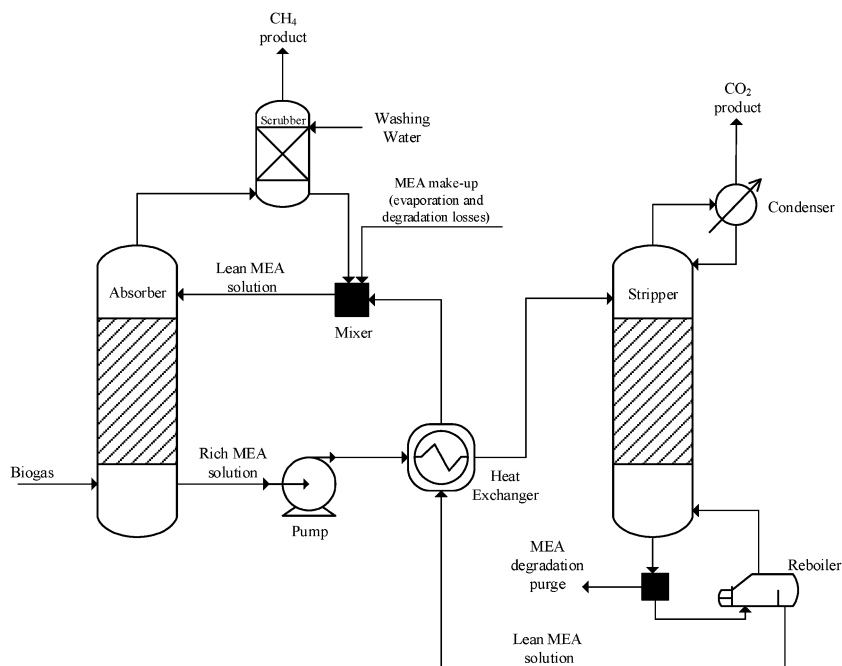 CH4
product
Scrubber
Washing
Water
CO2
product
MEA make-up
(evaporation and
degradation losses)
Condenser
Absorber
Lean MEA
solution
Mixer
Stripper
Biogas
Rich MEA
solution
Pump
Heat
Exchanger
MEA
degradation
purge
Reboiler
Lean MEA
solution